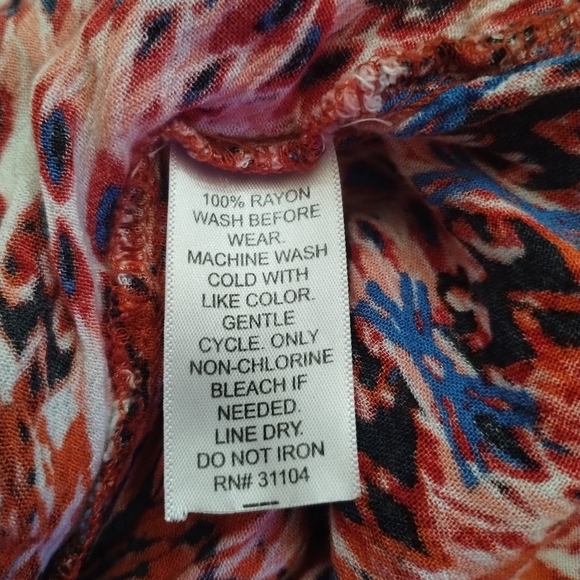 100% RAYON
WASH BEFORE
WEAR.
MACHINE WASH
COLD WITH
LIKE COLOR.
GENTLE
CYCLE. ONLY
NON-CHLORINE
BLEACH IF
NEEDED.
LINE DRY.
DO NOT IRON
RN# 31104